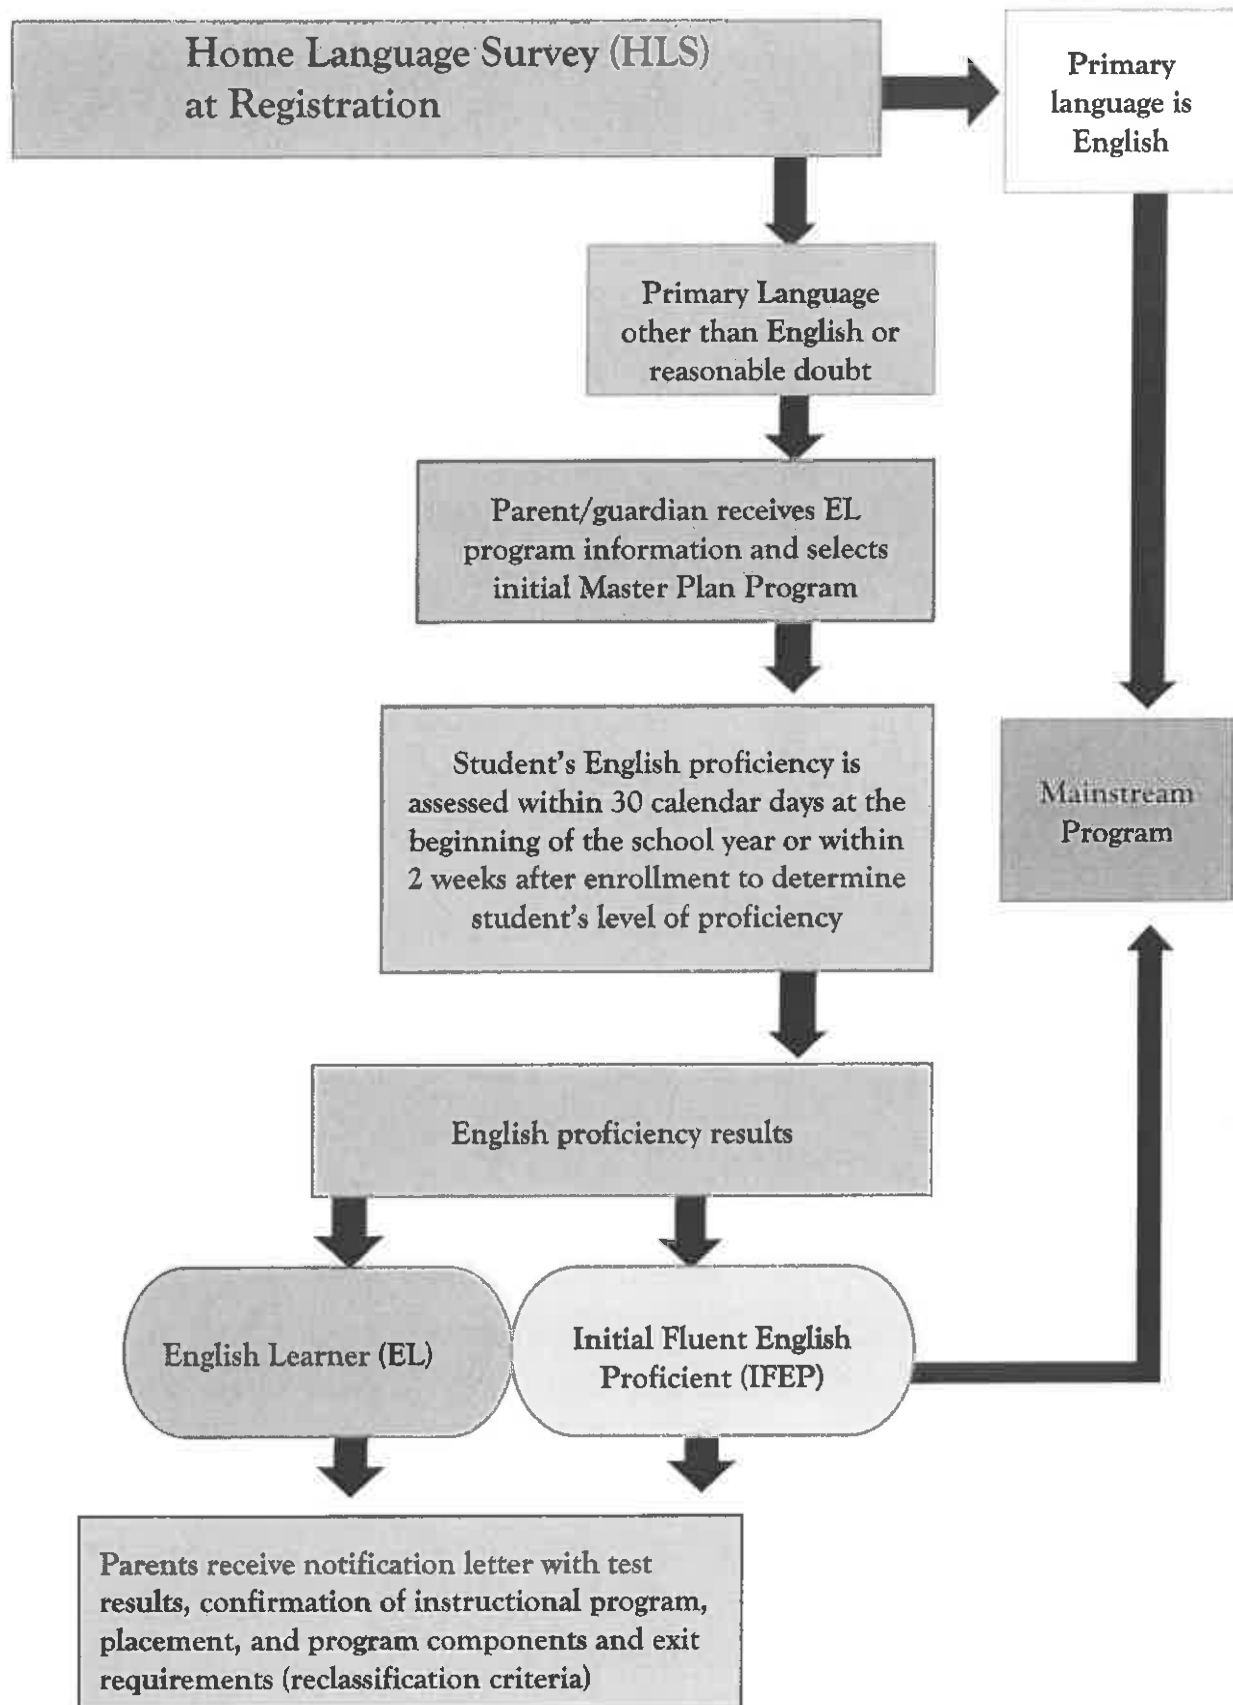 Home Language Survey (HLS)
at Registration
Primary
language is
English
Primary Language
other than English or
reasonable doubt
Parent/guardian receives EL
program information and selects
initial Master Plan Program
Student's English proficiency is
assessed within 30 calendar days at the
beginning of the school year or within
2 weeks after enrollment to determine
student's level of proficiency
Mainstream
Program
English proficiency results
English Learner (EL)
Initial Fluent English
Proficient (IFEP)
Parents receive notification letter with test
results, confirmation of instructional program,
placement, and program components and exit
requirements (reclassification criteria)